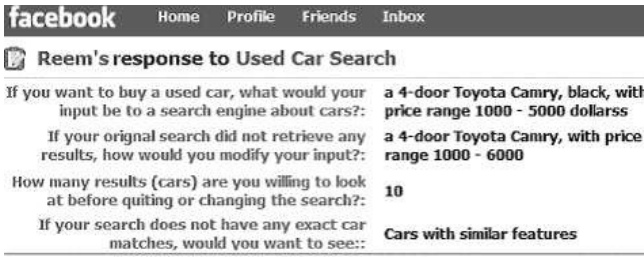 facebook Home Profile Friends Inbox
Reem's response to Used Car Search
If you want to buy a used car, what would your a 4-door Toyota Camry, black, with
input be to a search engine about cars?: price range 1000 - 5000 dollarss
If your orignal search did not retrieve any a 4-door Toyota Camry, with price
results, how would you modify your input?: range 1000 - 6000
How many results (cars) are you willing to look
at before quiting or changing the search?: 10
If your search does not have any exact car
matches, would you want to see:: Cars with similar features